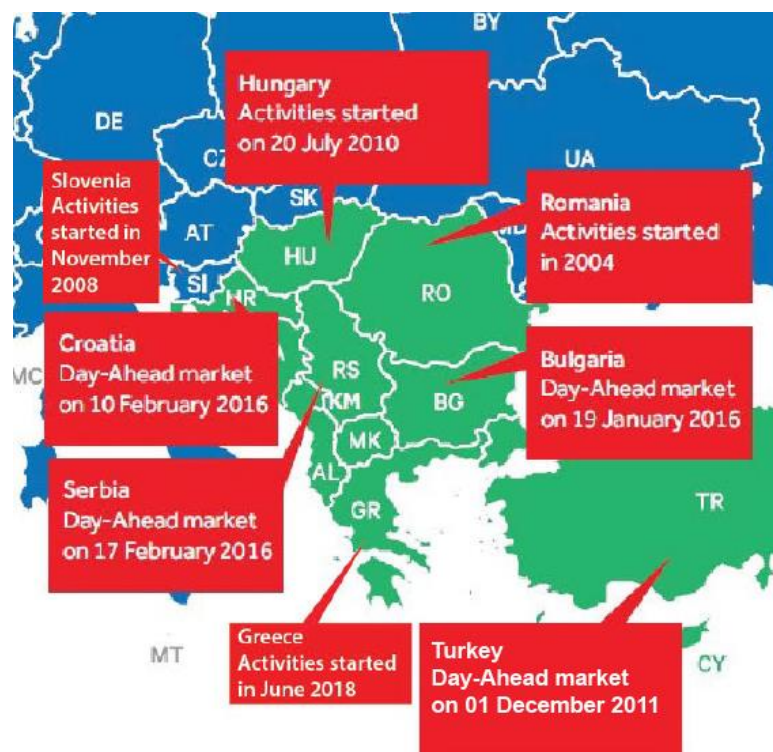 BY
DE
Hungary
Activities started
on 20 July 2010
CZ
UA
Slovenia
Activities
started in
November
2008
SK
AT
Romania
Activities started
in 2004
MD
HU
SI
HR
RO
Croatia
Day-Ahead market
on 10 February 2016
MC
RS
Bulgaria
Day-Ahead market
on 19 January 2016
KM
BG
MK
Serbia
Day-Ahead market
on 17 February 2016
AL
GR
TR
Greece
Activities started
in June 2018
MT
Turkey
Day-Ahead market
on 01 December 2011
CY